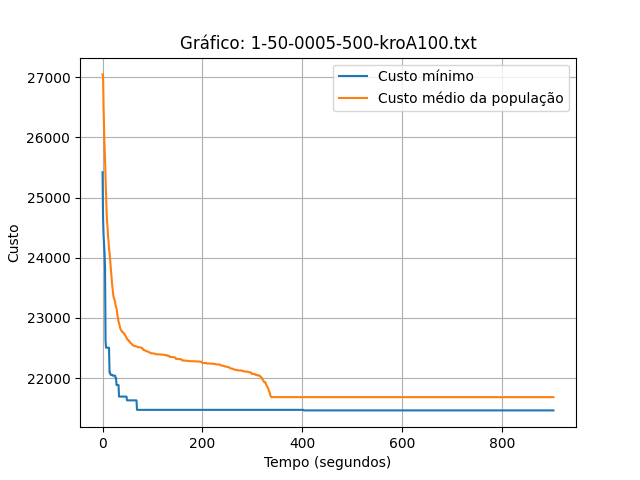 Gráfico: 1-50-0005-500-kroA100.txt
Custo mínimo
Custo médio da população
27000
26000
25000
24000
23000
22000
Custo
0 200 400 600 800
Tempo (segundos)